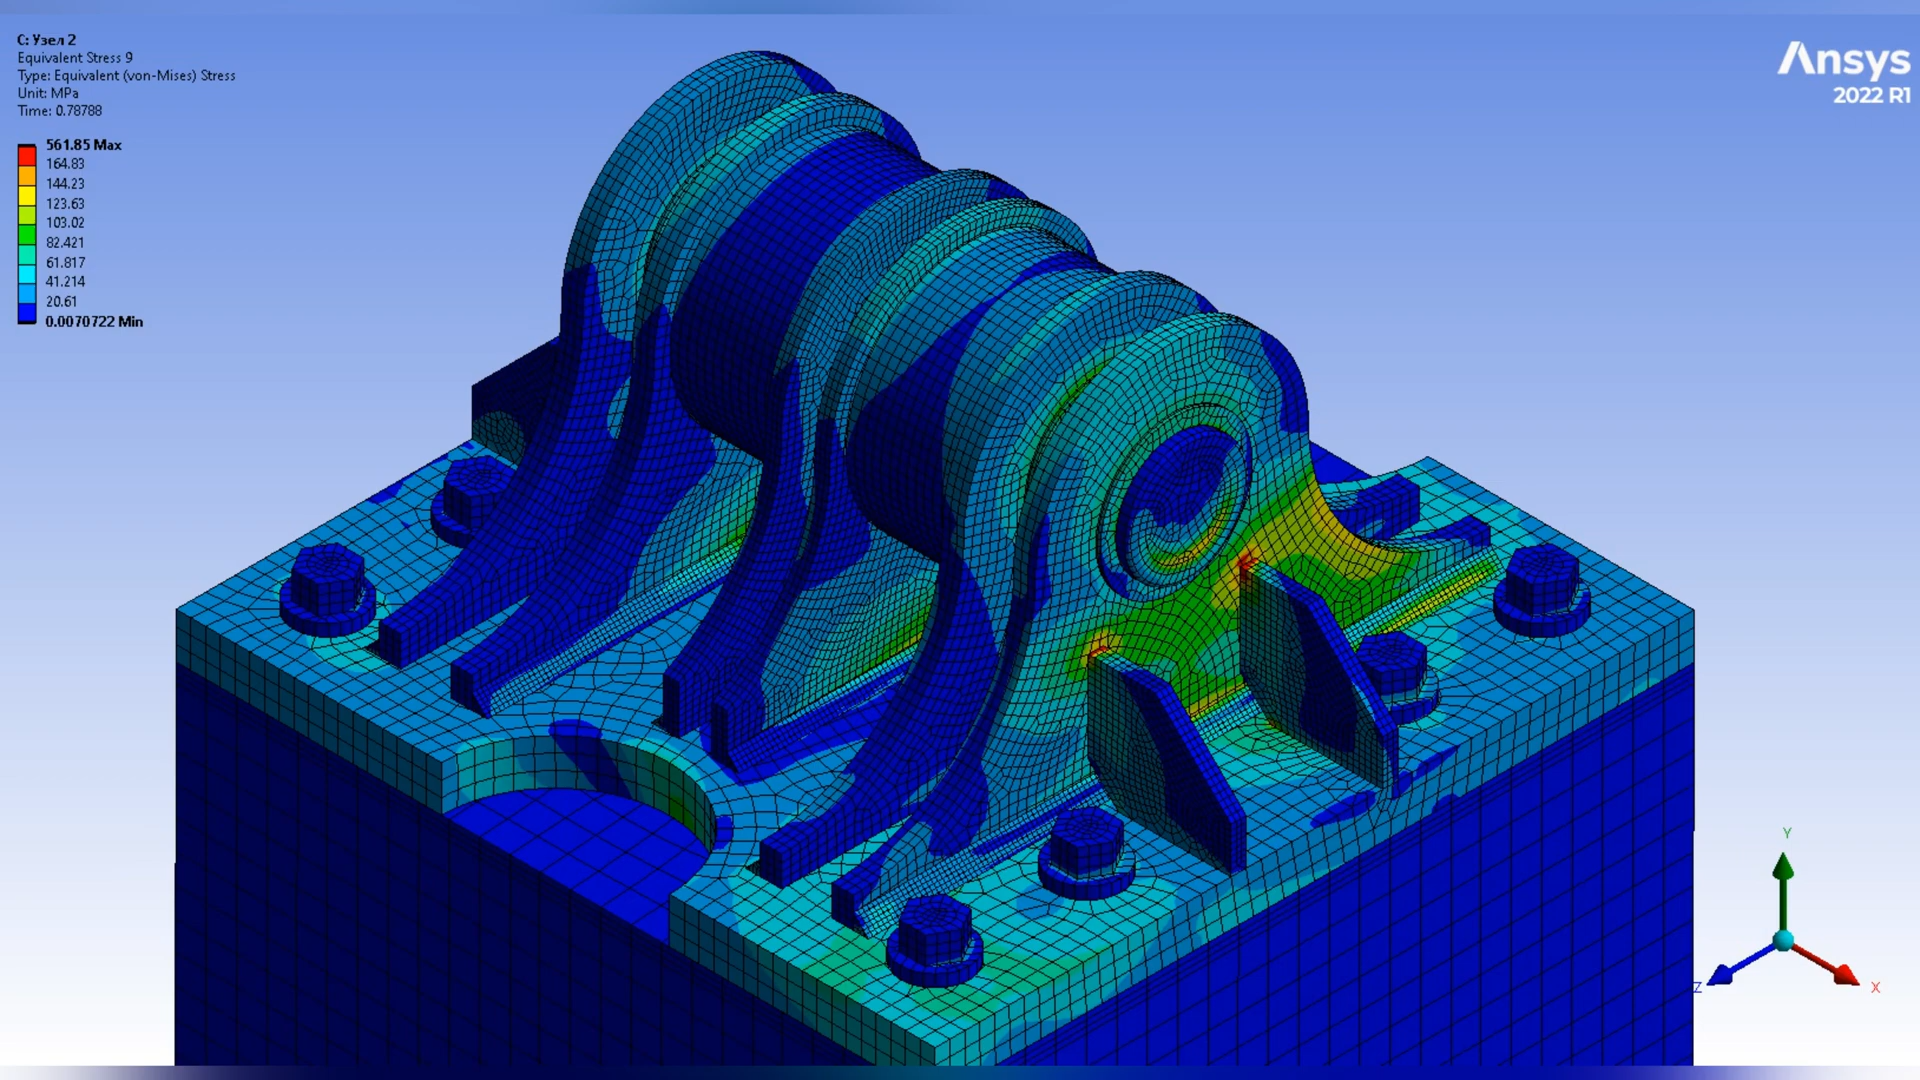 C: Узел 2
Equivalent Stress 9
Type: Equivalent (von-Mises) Stress
Unit: MPa
Time: 0.78788
561.85 Max
164.83
144.23
123.63
103.02
82.421
61.817
41.214
20.61
0.0070722 Min
Ansys
2022 R1
Y
Z
X